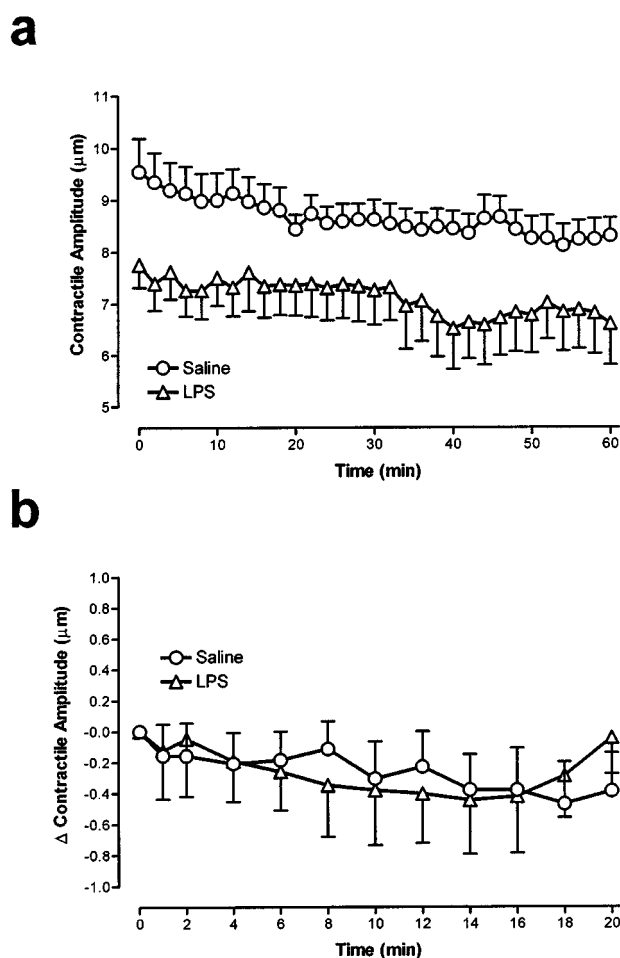 a
Contractile Amplitude (µm)
11
10
9
8
7
6
5
Saline
LPS
0 10 20 30 40 50 60
Time (min)
b
Δ Contractile Amplitude (µm)
1.0
0.8
0.6
0.4
0.2
-0.0
-0.2
-0.4
-0.6
-0.8
-1.0
Saline
LPS
0 2 4 6 8 10 12 14 16 18 20
Time (min)